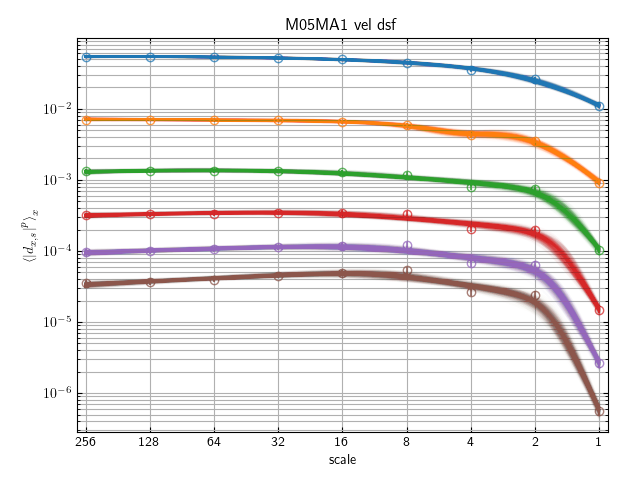 M05MA1 vel dsf
⟨|d_{x,s}|^p⟩_x
10^{-2}
10^{-3}
10^{-4}
10^{-5}
10^{-6}
256 128 64 32 16 8 4 2 1
scale